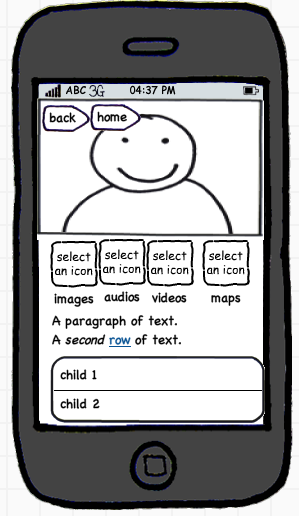 ABC 3G 04:37 PM
back home
select an icon select an icon select an icon select an icon
images audios videos maps
A paragraph of text.
A second row of text.
child 1
child 2